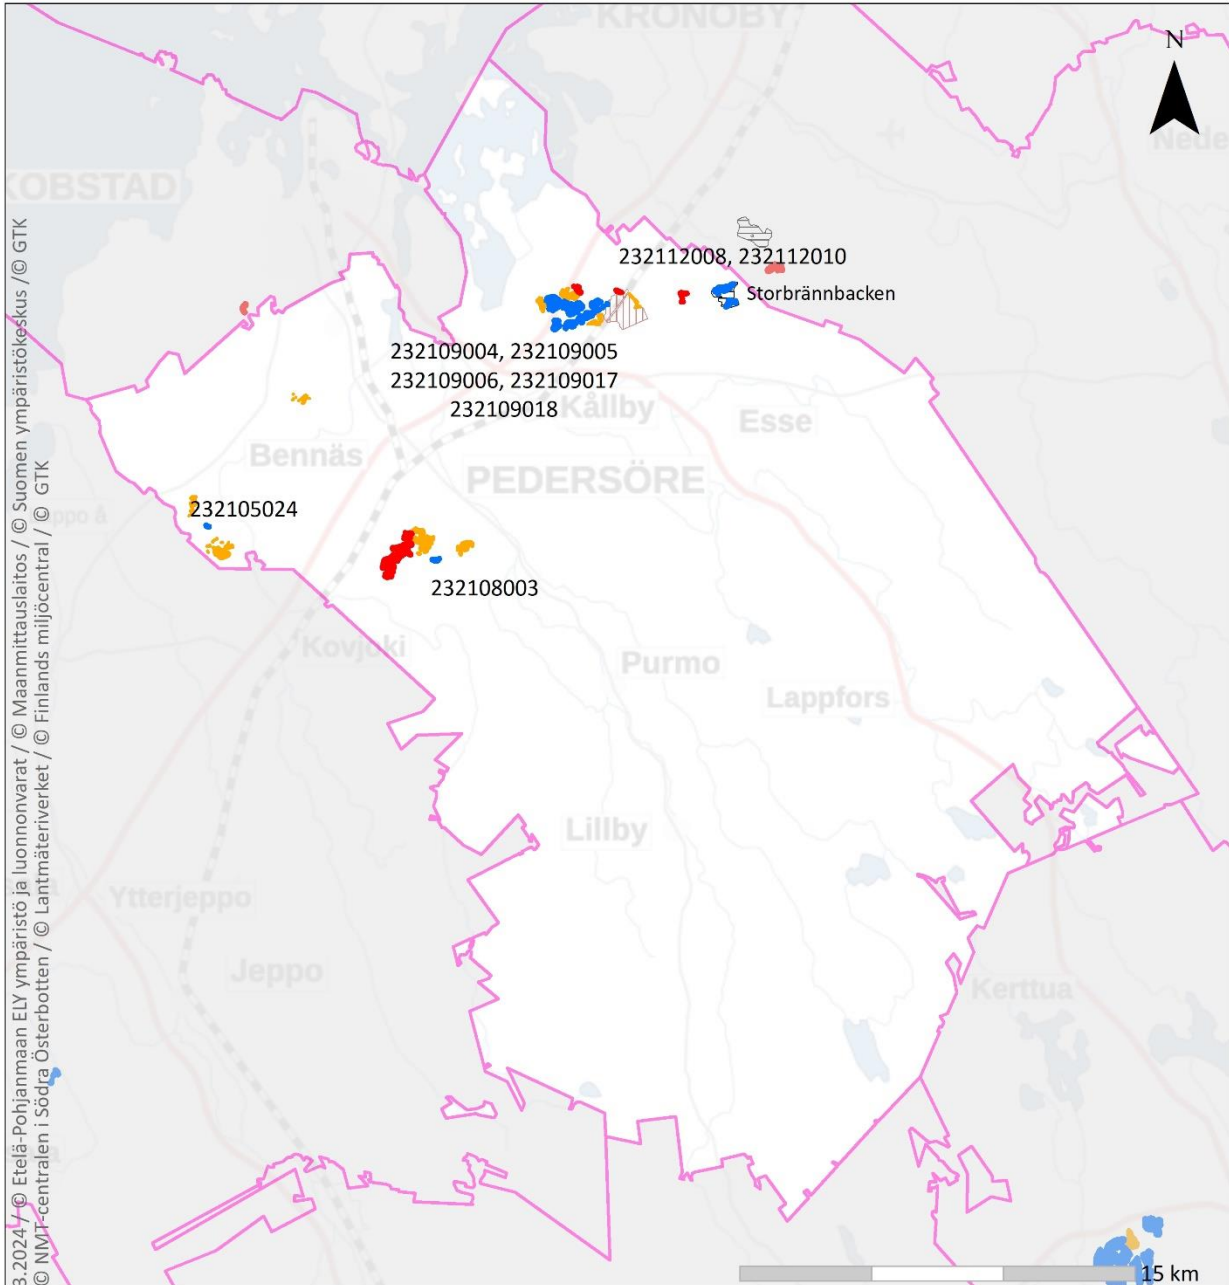 KRONOBY
N
Nede
KOBSTAD
232112008, 232112010
Storbrännbacken
232109004, 232109005
232109006, 232109017
232109018
Kållby
Esse
Bennäs
PEDERSÖRE
232105024
ppo å
232108003
Kovjoki
Purmo
Lappfors
Lillby
Ytterjeppo
Jeppo
Kerttua
15 km
3.2024 / © Etelä-Pohjanmaan ELY ympäristö ja luonnonvarat / © Maanmittauslaitos / © Suomen ympäristökeskus /© GTK
© NMT-centralen i Södra Österbotten / © Lantmäteriverket / © Finlands miljöcentral / © GTK